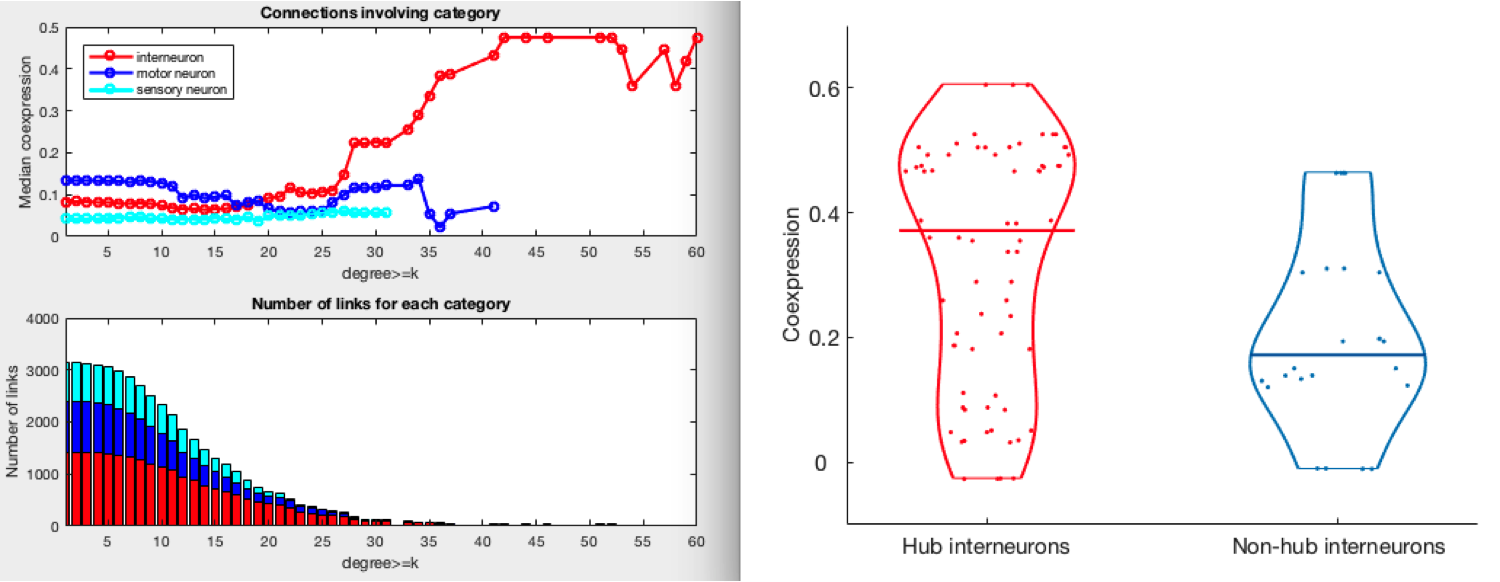 Connections involving category
Median coexpression
0.5
0.4
0.3
0.2
0.1
0
interneuron
motor neuron
sensory neuron
5 10 15 20 25 30 35 40 45 50 55 60
degree>=k
Number of links for each category
Number of links
4000
3000
2000
1000
0
5 10 15 20 25 30 35 40 45 50 55 60
degree>=k
Coexpression
0.6
0.4
0.2
0
Hub interneurons
Non-hub interneurons